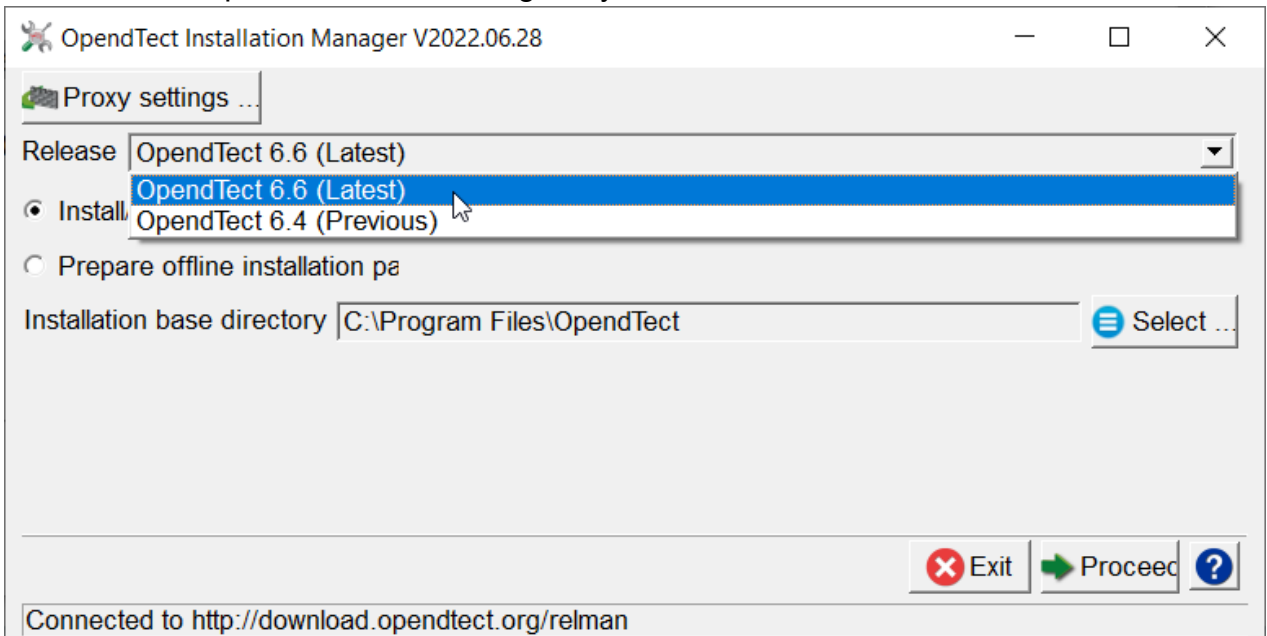 OpendTect Installation Manager V2022.06.28
Proxy settings ...
Release OpendTect 6.6 (Latest)
OpendTect 6.6 (Latest)
Install
OpendTect 6.4 (Previous)
Prepare offline installation pa
Installation base directory C:\Program Files\OpendTect Select ...
Exit Proceed
Connected to http://download.opendtect.org/relman